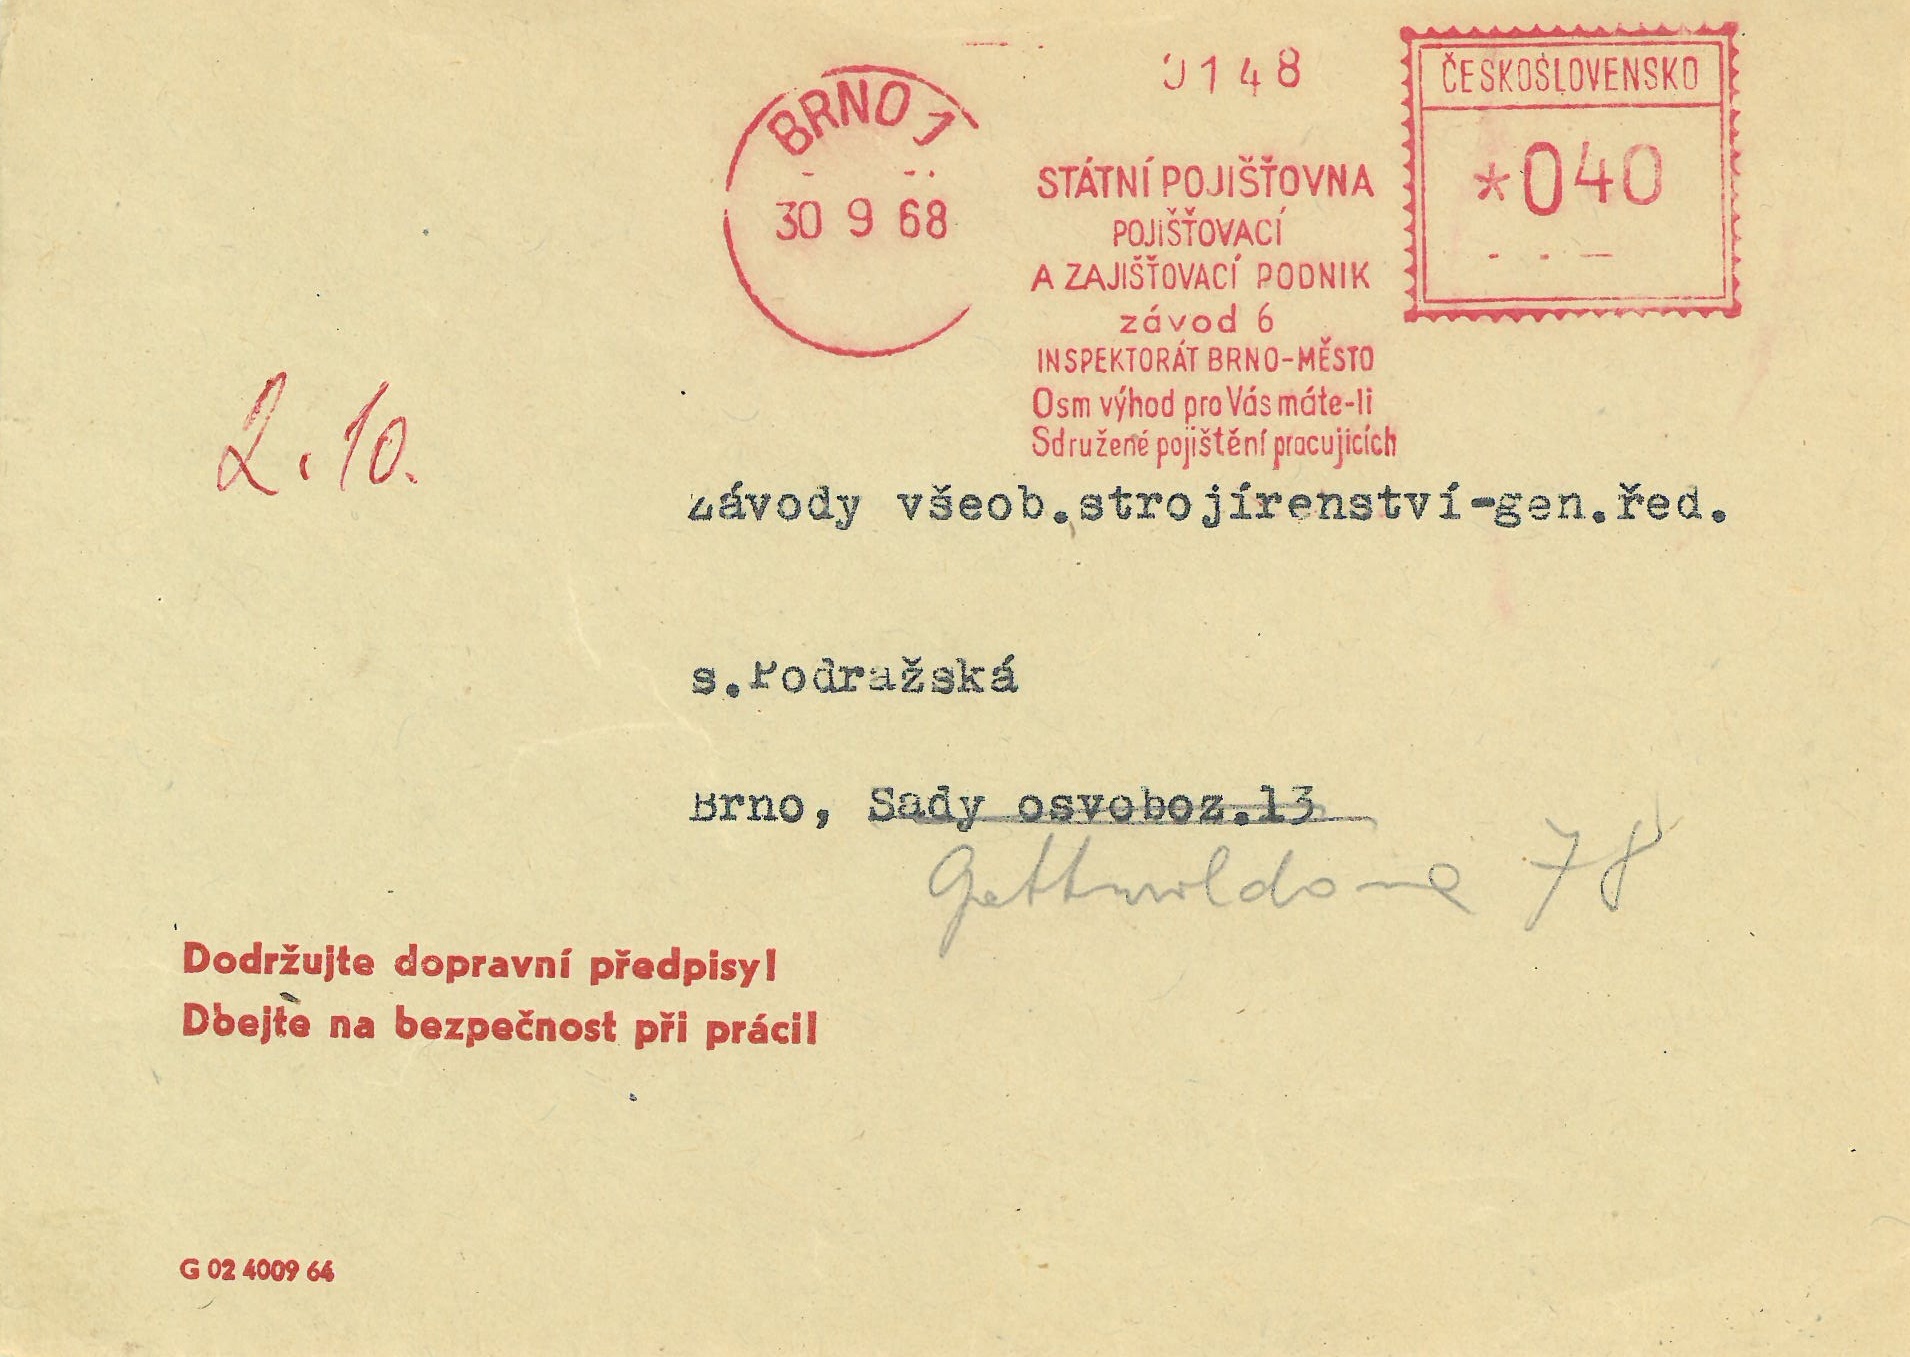 0148
ČESKOSLOVENSKO
*040
BRNO 1
30 9 68
STÁTNÍ POJIŠŤOVNA
POJIŠŤOVACÍ
A ZAJIŠŤOVACÍ PODNIK
závod 6
INSPEKTORÁT BRNO-MĚSTO
Osm výhod pro Vás máte-li
Sdružené pojištění pracujících
2. 10.
Závody všeob.strojírenství-gen.řed.
s.Podražská
Brno, Sady osvoboz.13
Gottwaldova 78
Dodržujte dopravní předpisy!
Dbejte na bezpečnost při práci!
G 02 4009 64